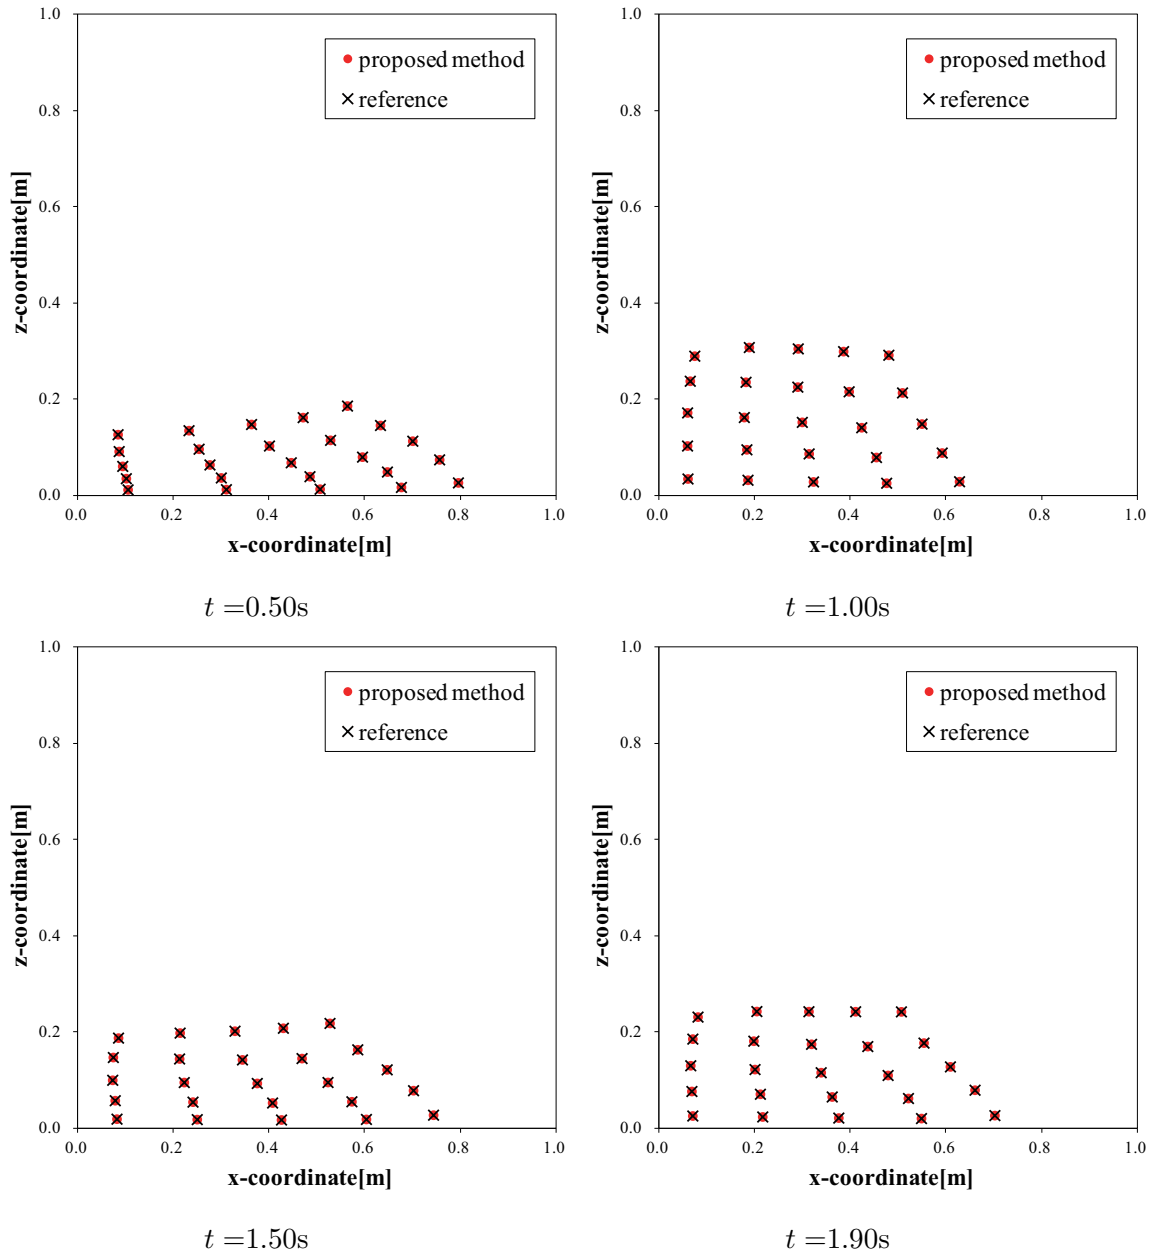 1.0
0.8
0.6
0.4
0.2
0.0
z-coordinate[m]
proposed method
reference
0.0 0.2 0.4 0.6 0.8 1.0
x-coordinate[m]
t =0.50s
1.0
0.8
0.6
0.4
0.2
0.0
z-coordinate[m]
proposed method
reference
0.0 0.2 0.4 0.6 0.8 1.0
x-coordinate[m]
t =1.00s
1.0
0.8
0.6
0.4
0.2
0.0
z-coordinate[m]
proposed method
reference
0.0 0.2 0.4 0.6 0.8 1.0
x-coordinate[m]
t =1.50s
1.0
0.8
0.6
0.4
0.2
0.0
z-coordinate[m]
proposed method
reference
0.0 0.2 0.4 0.6 0.8 1.0
x-coordinate[m]
t =1.90s